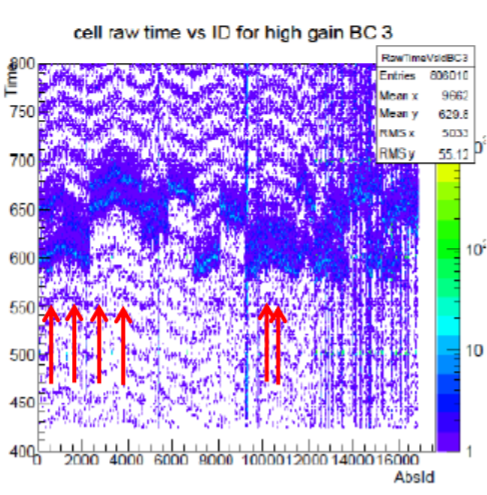 cell raw time vs ID for high gain BC 3
RawTimeVsIdBC3
Entries 806010
Mean x 9662
Mean y 629.8
RMS x 5033
RMS y 55.12
Time
800
750
700
650
600
550
500
450
400
0 2000 4000 6000 8000 10000 12000 14000 16000
AbsId
10²
10
1